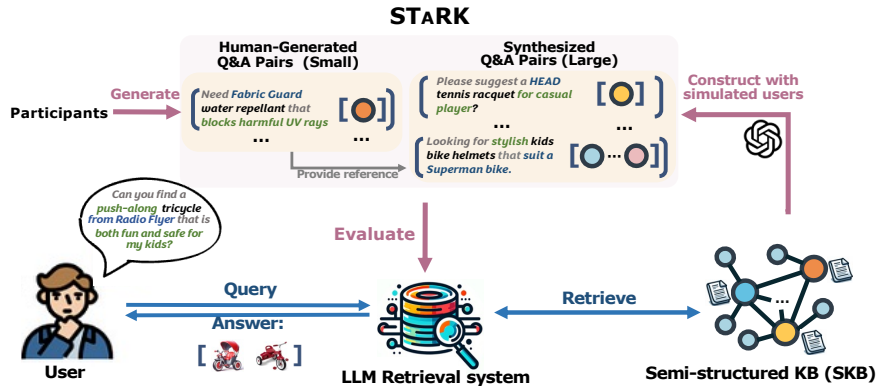 STaRK
Human-Generated
Q&A Pairs (Small)
Synthesized
Q&A Pairs (Large)
Participants
Generate
Need Fabric Guard
water repellant that
blocks harmful UV rays
...
...
Please suggest a HEAD
tennis racquet for casual
player?
...
...
Looking for stylish kids
bike helmets that suit a
Superman bike.
...
Provide reference
Construct with
simulated users
Can you find a
push-along tricycle
from Radio Flyer that is
both fun and safe for
my kids?
Evaluate
Query
Answer:
Retrieve
...
User
LLM Retrieval system
Semi-structured KB (SKB)